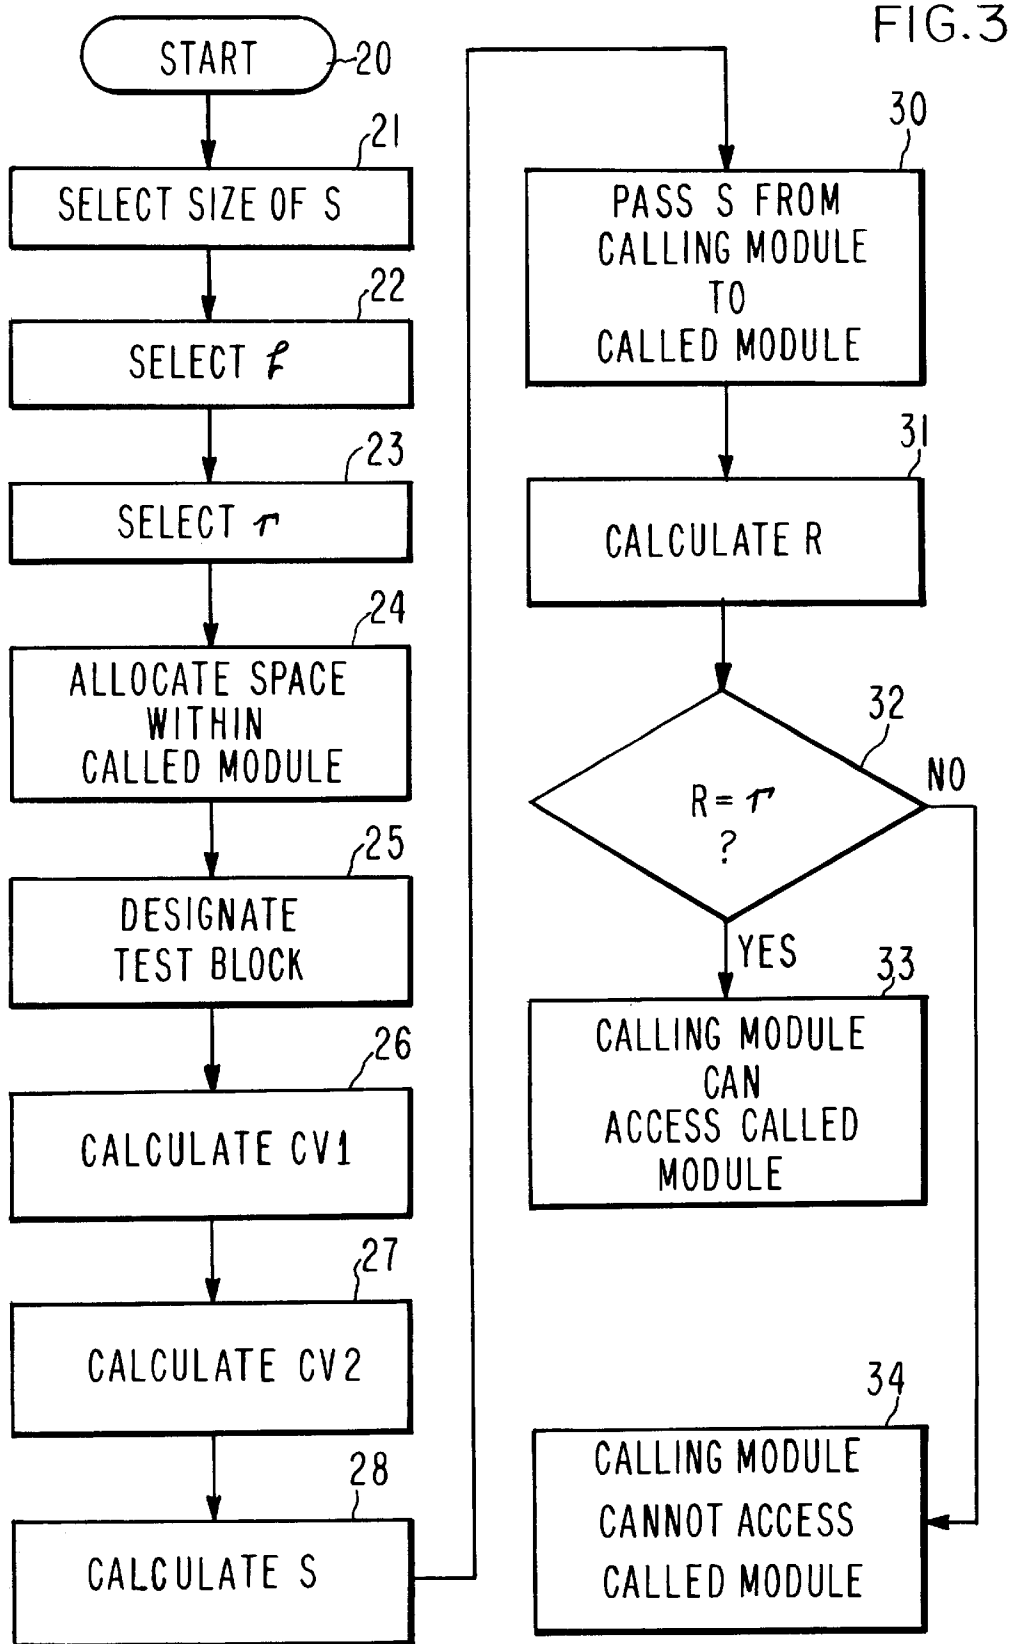 FIG.3
START
20
21
SELECT SIZE OF S
22
SELECT
23
SELECT r
24
ALLOCATE SPACE
WITHIN
CALLED MODULE
25
DESIGNATE
TEST BLOCK
26
CALCULATE CV1
27
CALCULATE CV2
28
CALCULATE S
30
PASS S FROM
CALLING MODULE
TO
CALLED MODULE
31
CALCULATE R
32
R = r
?
NO
YES
33
CALLING MODULE
CAN
ACCESS CALLED
MODULE
34
CALLING MODULE
CANNOT ACCESS
CALLED MODULE